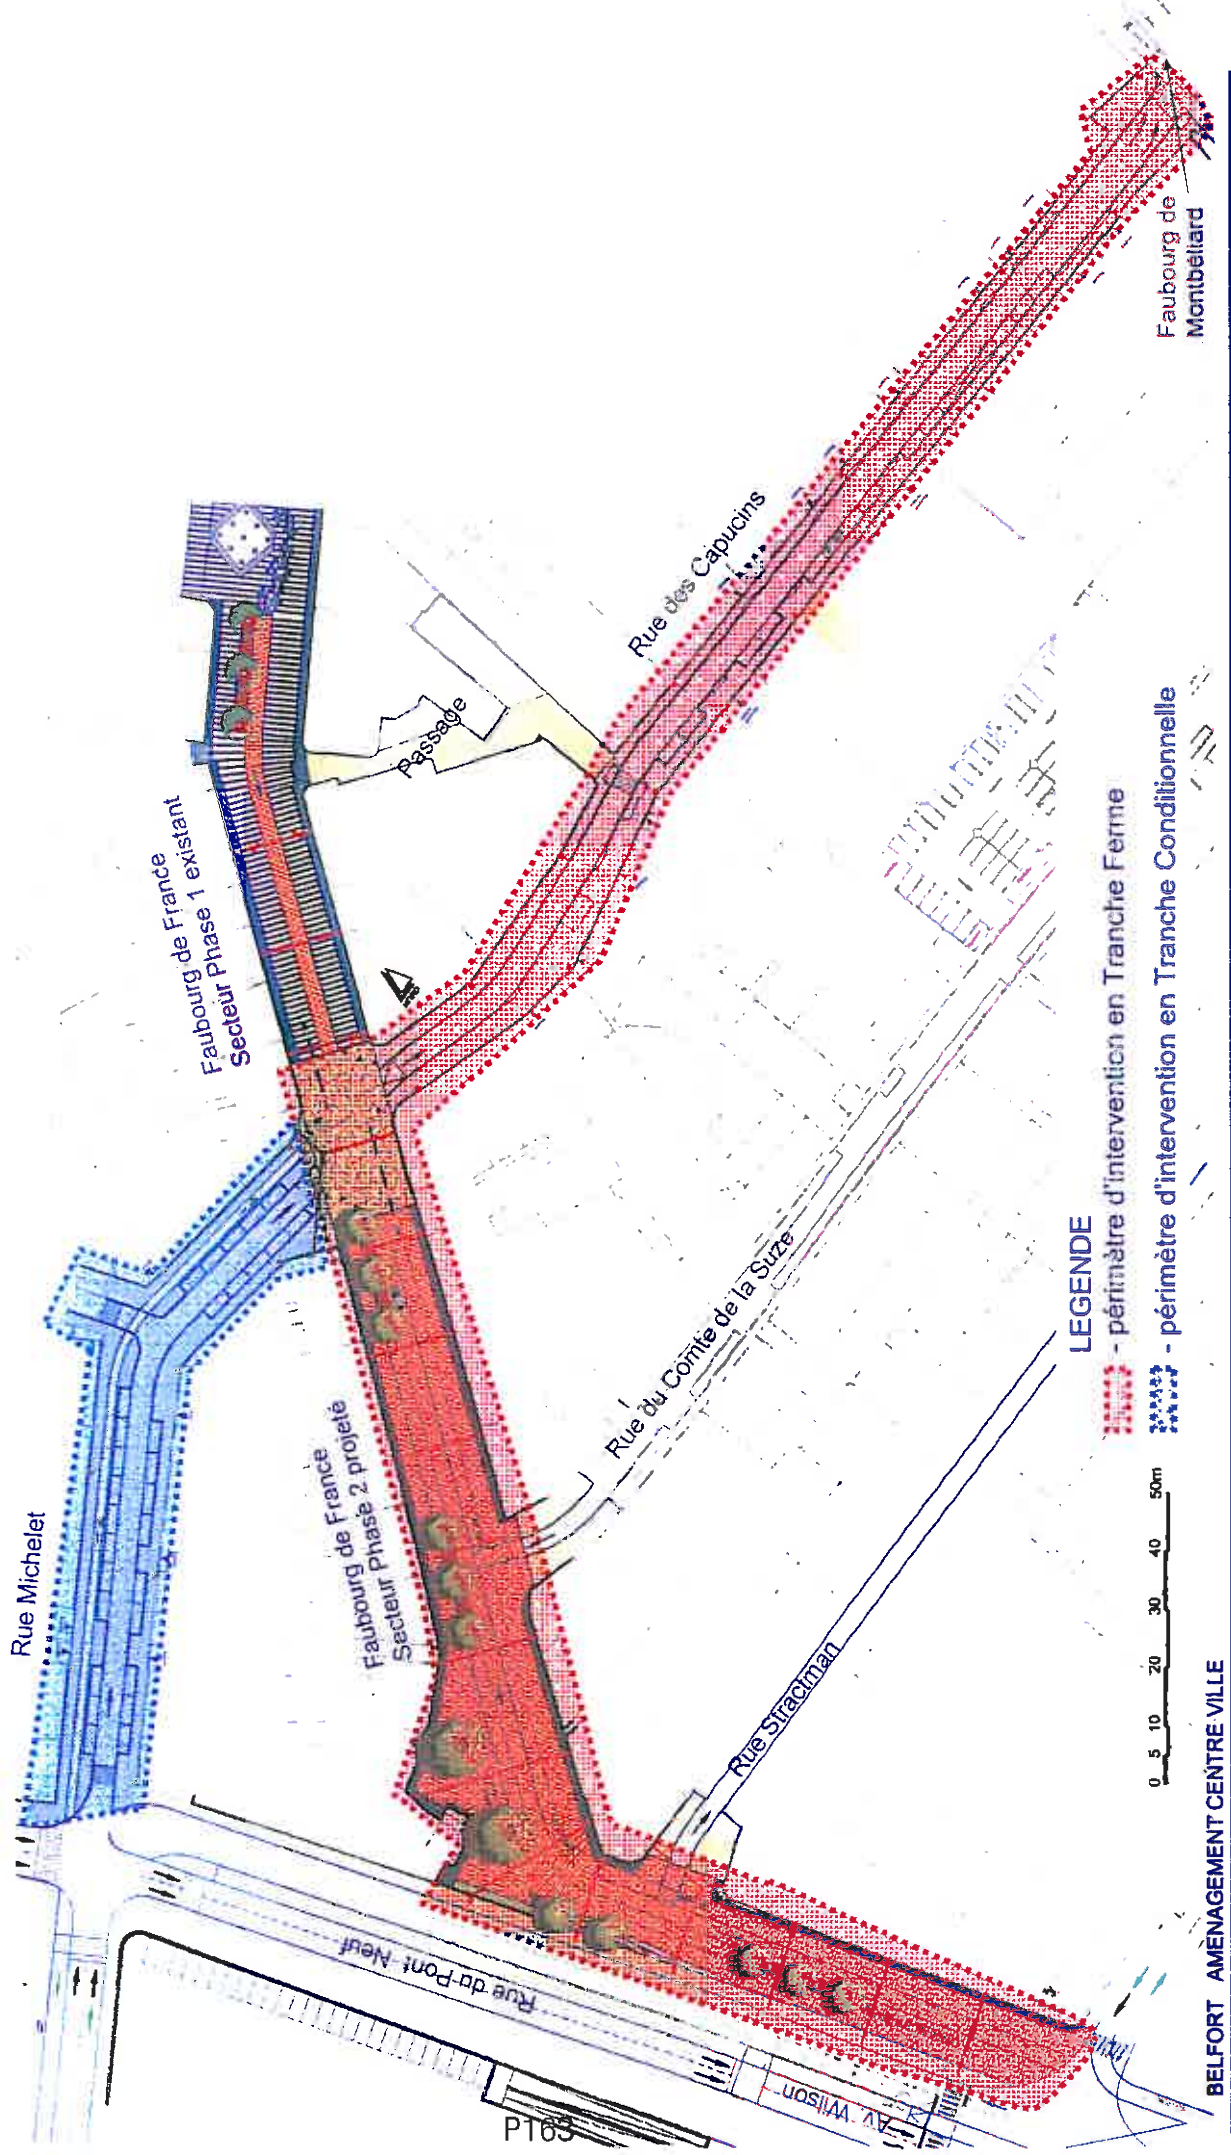 Rue Michelet
Faubourg de France
Secteur Phase 1 existant
Passage
Rue des Capucins
Faubourg de
Montbéliard
Faubourg de France
Secteur Phase 2 projeté
Rue du Comte de la Suze
Rue Stractman
Rue du Pont Neuf
Av. Wilson
LEGENDE
- périmètre d'intervention en Tranche Ferme
- périmètre d'intervention en Tranche Conditionnelle
0 5 10 20 30 40 50m
BELFORT AMENAGEMENT CENTRE-VILLE
P163